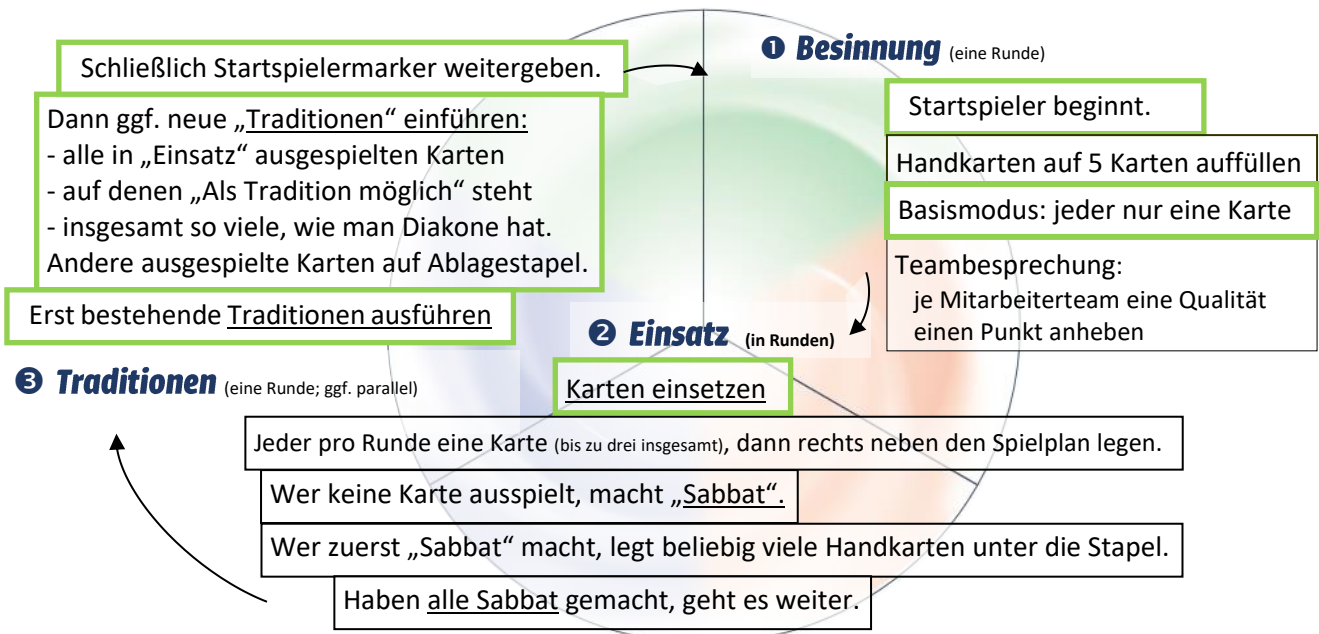 ❶ Besinnung (eine Runde)
Startspieler beginnt.
Handkarten auf 5 Karten auffüllen
Basismodus: jeder nur eine Karte
Teambesprechung:
je Mitarbeiterteam eine Qualität
einen Punkt anheben
❷ Einsatz (in Runden)
Karten einsetzen
Jeder pro Runde eine Karte (bis zu drei insgesamt), dann rechts neben den Spielplan legen.
Wer keine Karte ausspielt, macht „Sabbat“.
Wer zuerst „Sabbat“ macht, legt beliebig viele Handkarten unter die Stapel.
Haben alle Sabbat gemacht, geht es weiter.
❸ Traditionen (eine Runde; ggf. parallel)
Erst bestehende Traditionen ausführen
Dann ggf. neue „Traditionen“ einführen:
- alle in „Einsatz“ ausgespielten Karten
- auf denen „Als Tradition möglich“ steht
- insgesamt so viele, wie man Diakone hat.
Andere ausgespielte Karten auf Ablagestapel.
Schließlich Startspielermarker weitergeben.